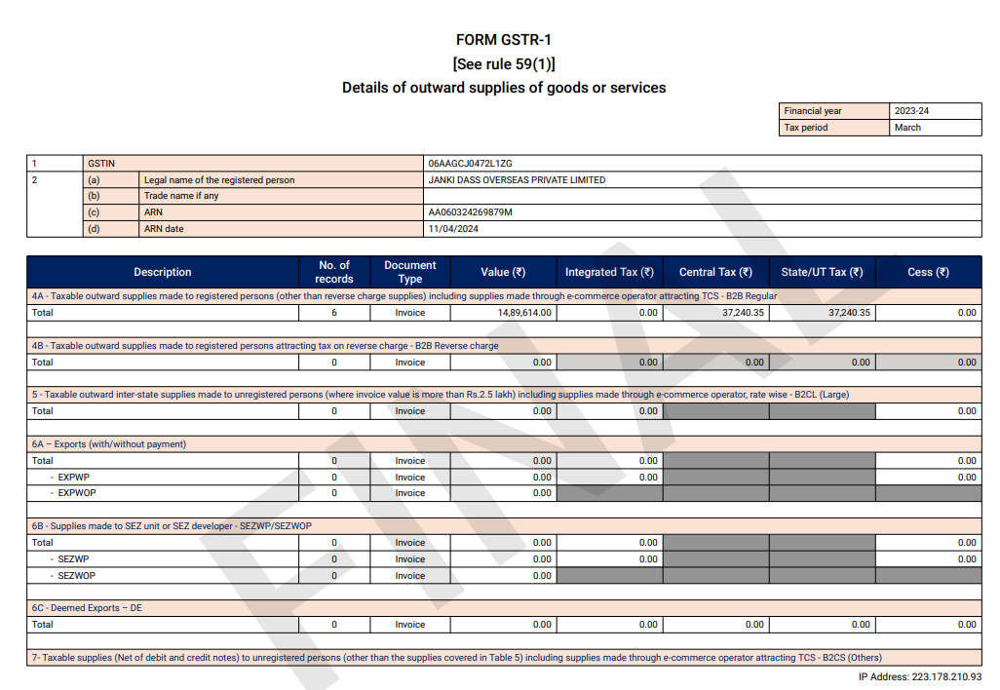 FORM GSTR-1
[See rule 59(1)]
Details of outward supplies of goods or services
Financial year 2023-24
Tax period March
1 GSTIN 06AAGCJ0472L1ZG
2 (a) Legal name of the registered person JANKI DASS OVERSEAS PRIVATE LIMITED
(b) Trade name if any
(c) ARN AA060324269879M
(d) ARN date 11/04/2024
Description No. of records Document Type Value (₹) Integrated Tax (₹) Central Tax (₹) State/UT Tax (₹) Cess (₹)
4A - Taxable outward supplies made to registered persons (other than reverse charge supplies) including supplies made through e-commerce operator attracting TCS - B2B Regular
Total 6 Invoice 14,89,614.00 0.00 37,240.35 37,240.35 0.00
4B - Taxable outward supplies made to registered persons attracting tax on reverse charge - B2B Reverse charge
Total 0 Invoice 0.00 0.00 0.00 0.00 0.00
5 - Taxable outward inter-state supplies made to unregistered persons (where invoice value is more than Rs.2.5 lakh) including supplies made through e-commerce operator, rate wise - B2CL (Large)
Total 0 Invoice 0.00 0.00 0.00
6A – Exports (with/without payment)
Total 0 Invoice 0.00 0.00 0.00
- EXPWP 0 Invoice 0.00 0.00 0.00
- EXPWOP 0 Invoice 0.00
6B - Supplies made to SEZ unit or SEZ developer - SEZWP/SEZWOP
Total 0 Invoice 0.00 0.00 0.00
- SEZWP 0 Invoice 0.00 0.00 0.00
- SEZWOP 0 Invoice 0.00
6C - Deemed Exports – DE
Total 0 Invoice 0.00 0.00 0.00 0.00 0.00
7- Taxable supplies (Net of debit and credit notes) to unregistered persons (other than the supplies covered in Table 5) including supplies made through e-commerce operator attracting TCS - B2CS (Others)
IP Address: 223.178.210.93
FINAL